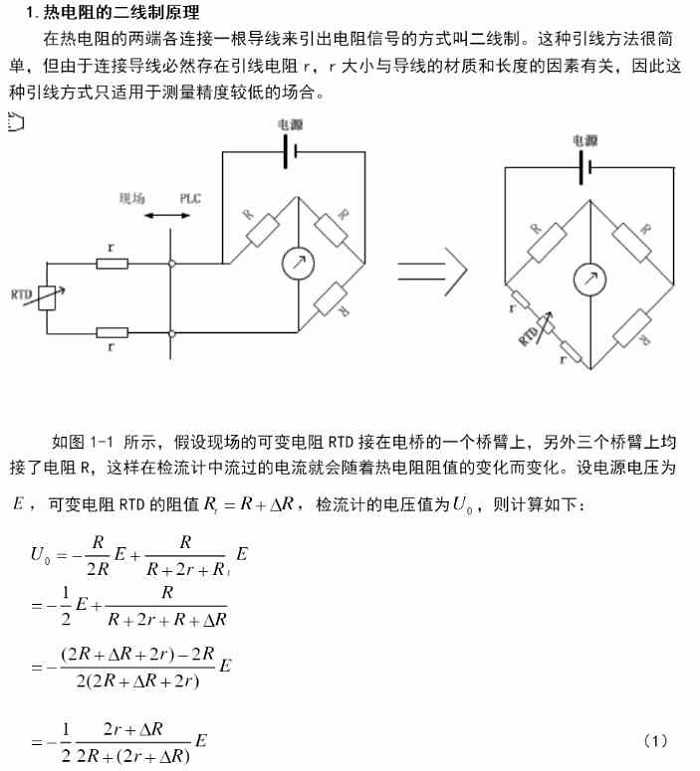 1. 热电阻的二线制原理
在热电阻的两端各连接一根导线来引出电阻信号的方式叫二线制。这种引线方法很简
单，但由于连接导线必然存在引线电阻 r，r 大小与导线的材质和长度的因素有关，因此这
种引线方式只适用于测量精度较低的场合。
电源
电源
现场 PLC
R
R
R
R
r
r
RTD
R
R
r
RTD
r
如图 1-1 所示，假设现场的可变电阻 RTD 接在电桥的一个桥臂上，另外三个桥臂上均
接了电阻 R，这样在检流计中流过的电流就会随着热电阻阻值的变化而变化。设电源电压为
E，可变电阻 RTD 的阻值 R_t = R + ΔR，检流计的电压值为 U_0，则计算如下：
U_0 = -\frac{R}{2R}E + \frac{R}{R+2r+R_t}E
= -\frac{1}{2}E + \frac{R}{R+2r+R+ΔR}
= -\frac{(2R+ΔR+2r)-2R}{2(2R+ΔR+2r)}E
= -\frac{1}{2}\frac{2r+ΔR}{2R+(2r+ΔR)}E （1）